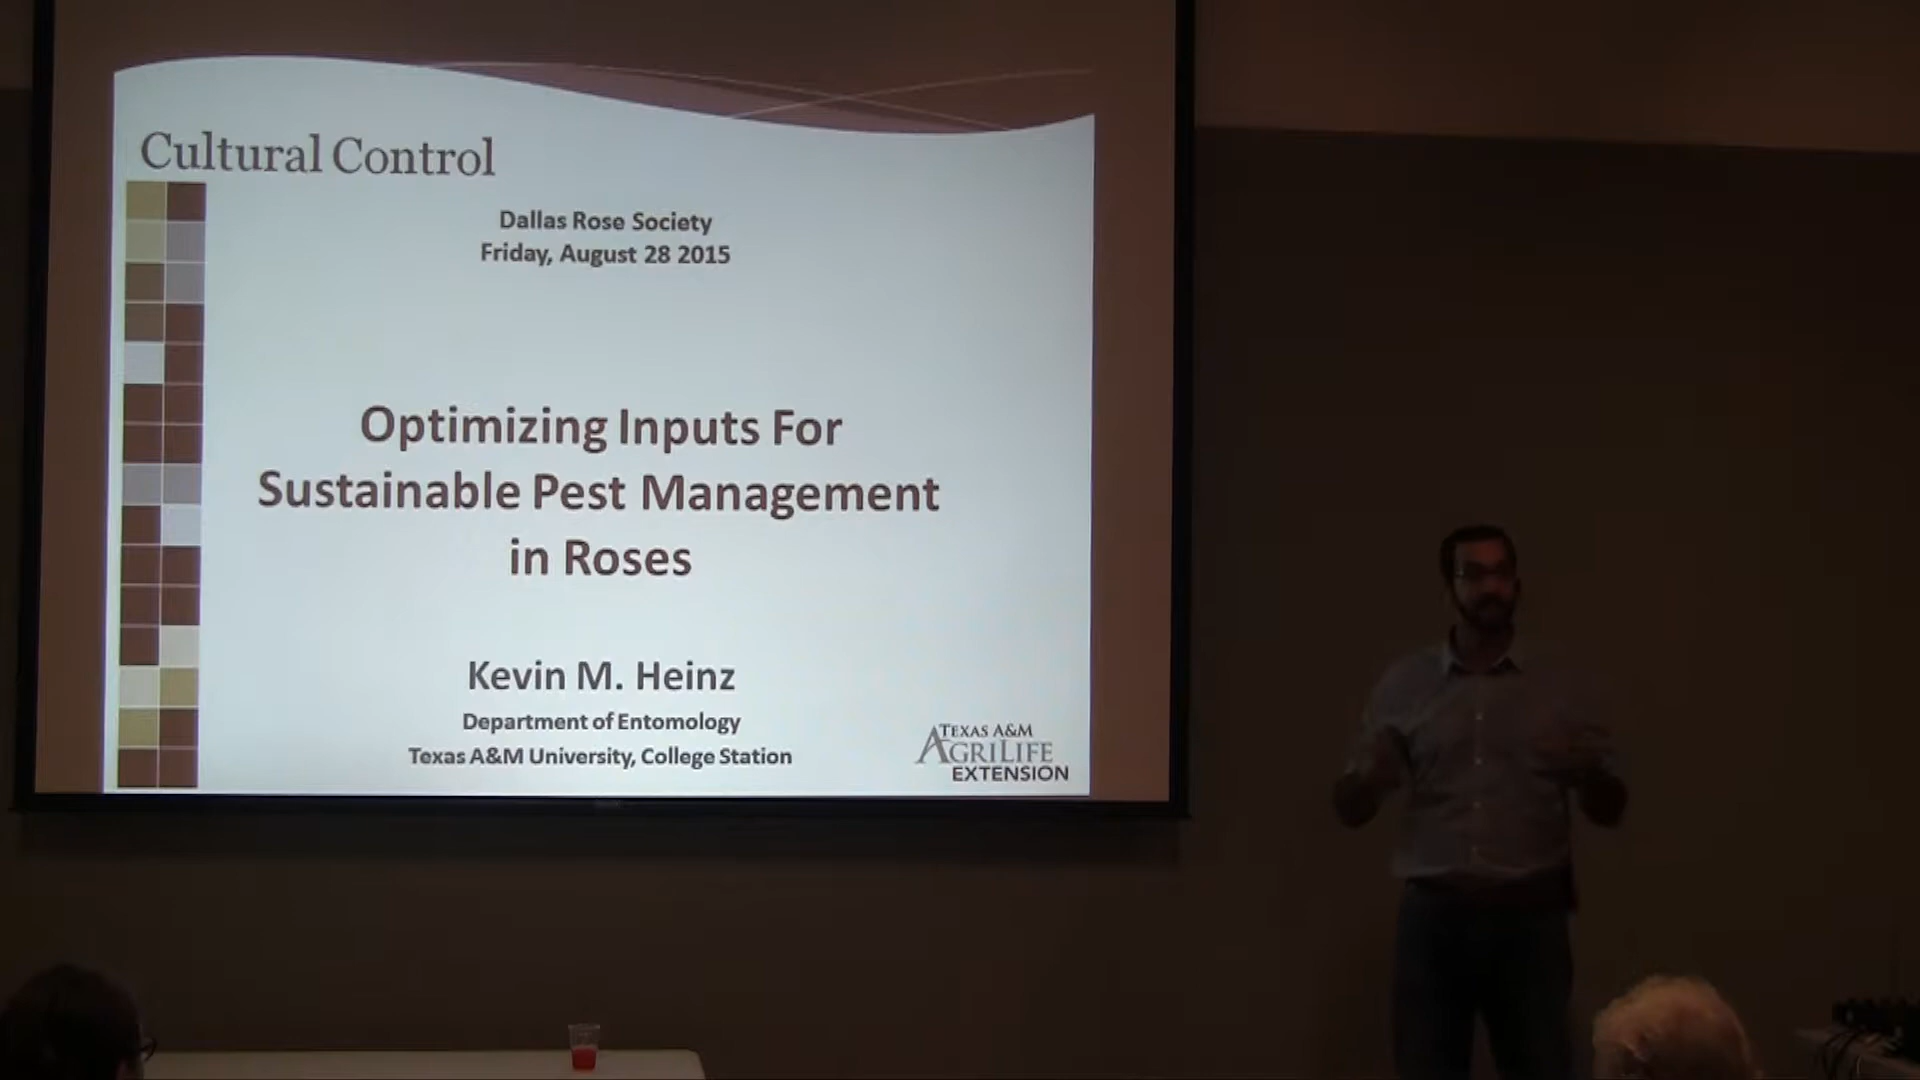 Cultural Control
Dallas Rose Society
Friday, August 28 2015
Optimizing Inputs For
Sustainable Pest Management
in Roses
Kevin M. Heinz
Department of Entomology
Texas A&M University, College Station
TEXAS A&M
AGRILIFE
EXTENSION